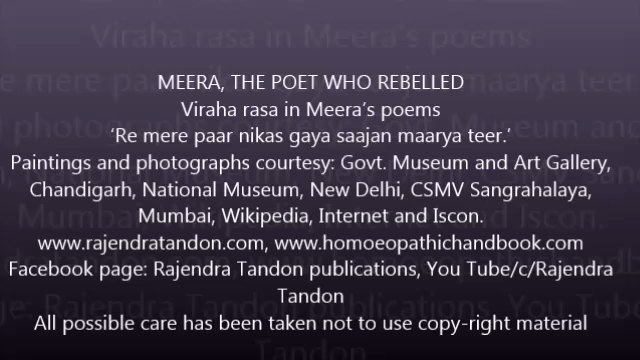 MEERA, THE POET WHO REBELLED
Viraha rasa in Meera's poems
‘Re mere paar nikas gaya saajan maarya teer.’
Paintings and photographs courtesy: Govt. Museum and Art Gallery,
Chandigarh, National Museum, New Delhi, CSMV Sangrahalaya,
Mumbai, Wikipedia, Internet and Iscon.
www.rajendratandon.com, www.homoeopathichandbook.com
Facebook page: Rajendra Tandon publications, You Tube/c/Rajendra
Tandon
All possible care has been taken not to use copy-right material